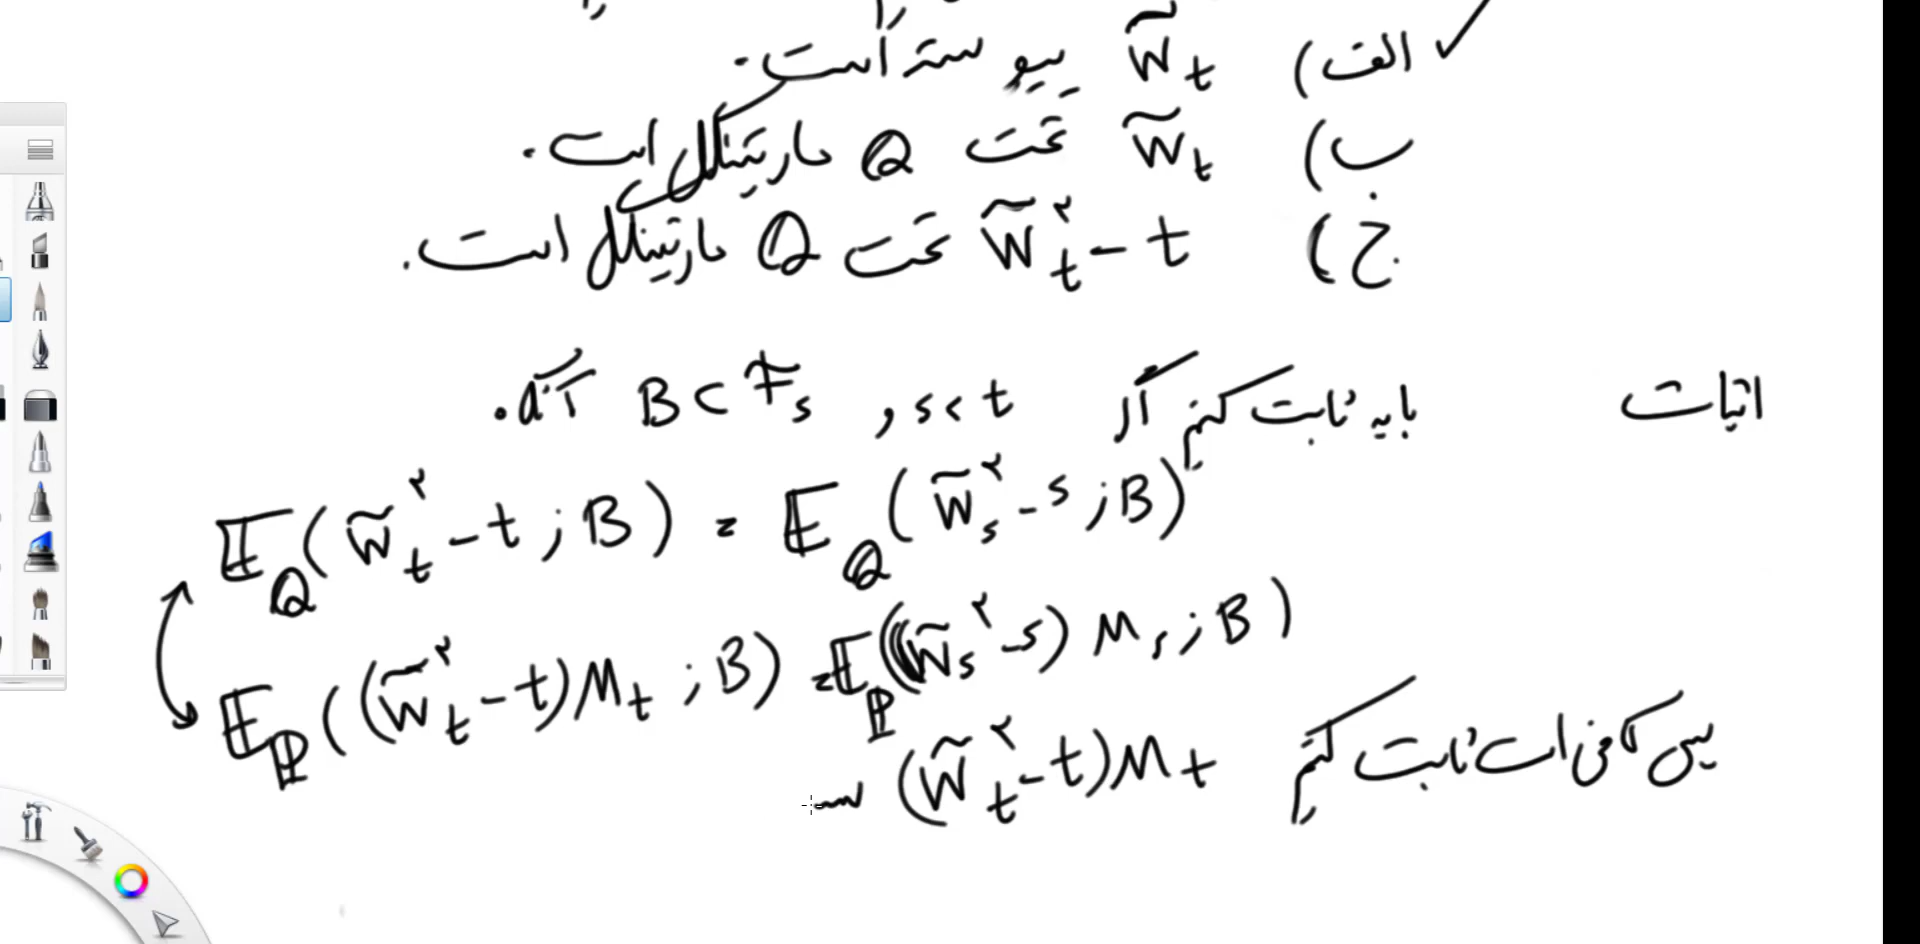 الف) W̃_t پیوسته است.
ب) W̃_t تحت Q مارتینگل است.
ج) W̃_t^۲ - t تحت Q مارتینگل است.
اثبات باید ثابت کنیم اگر s < t , B ⊂ F_s آنگاه.
E_Q(W̃_t^۲ - t ; B) = E_Q(W̃_s^۲ - s ; B)
E_P((W̃_t^۲ - t)M_t ; B) = E_P((W̃_s^۲ - s)M_s ; B)
پس کافی است ثابت کنیم (W̃_t^۲ - t)M_t